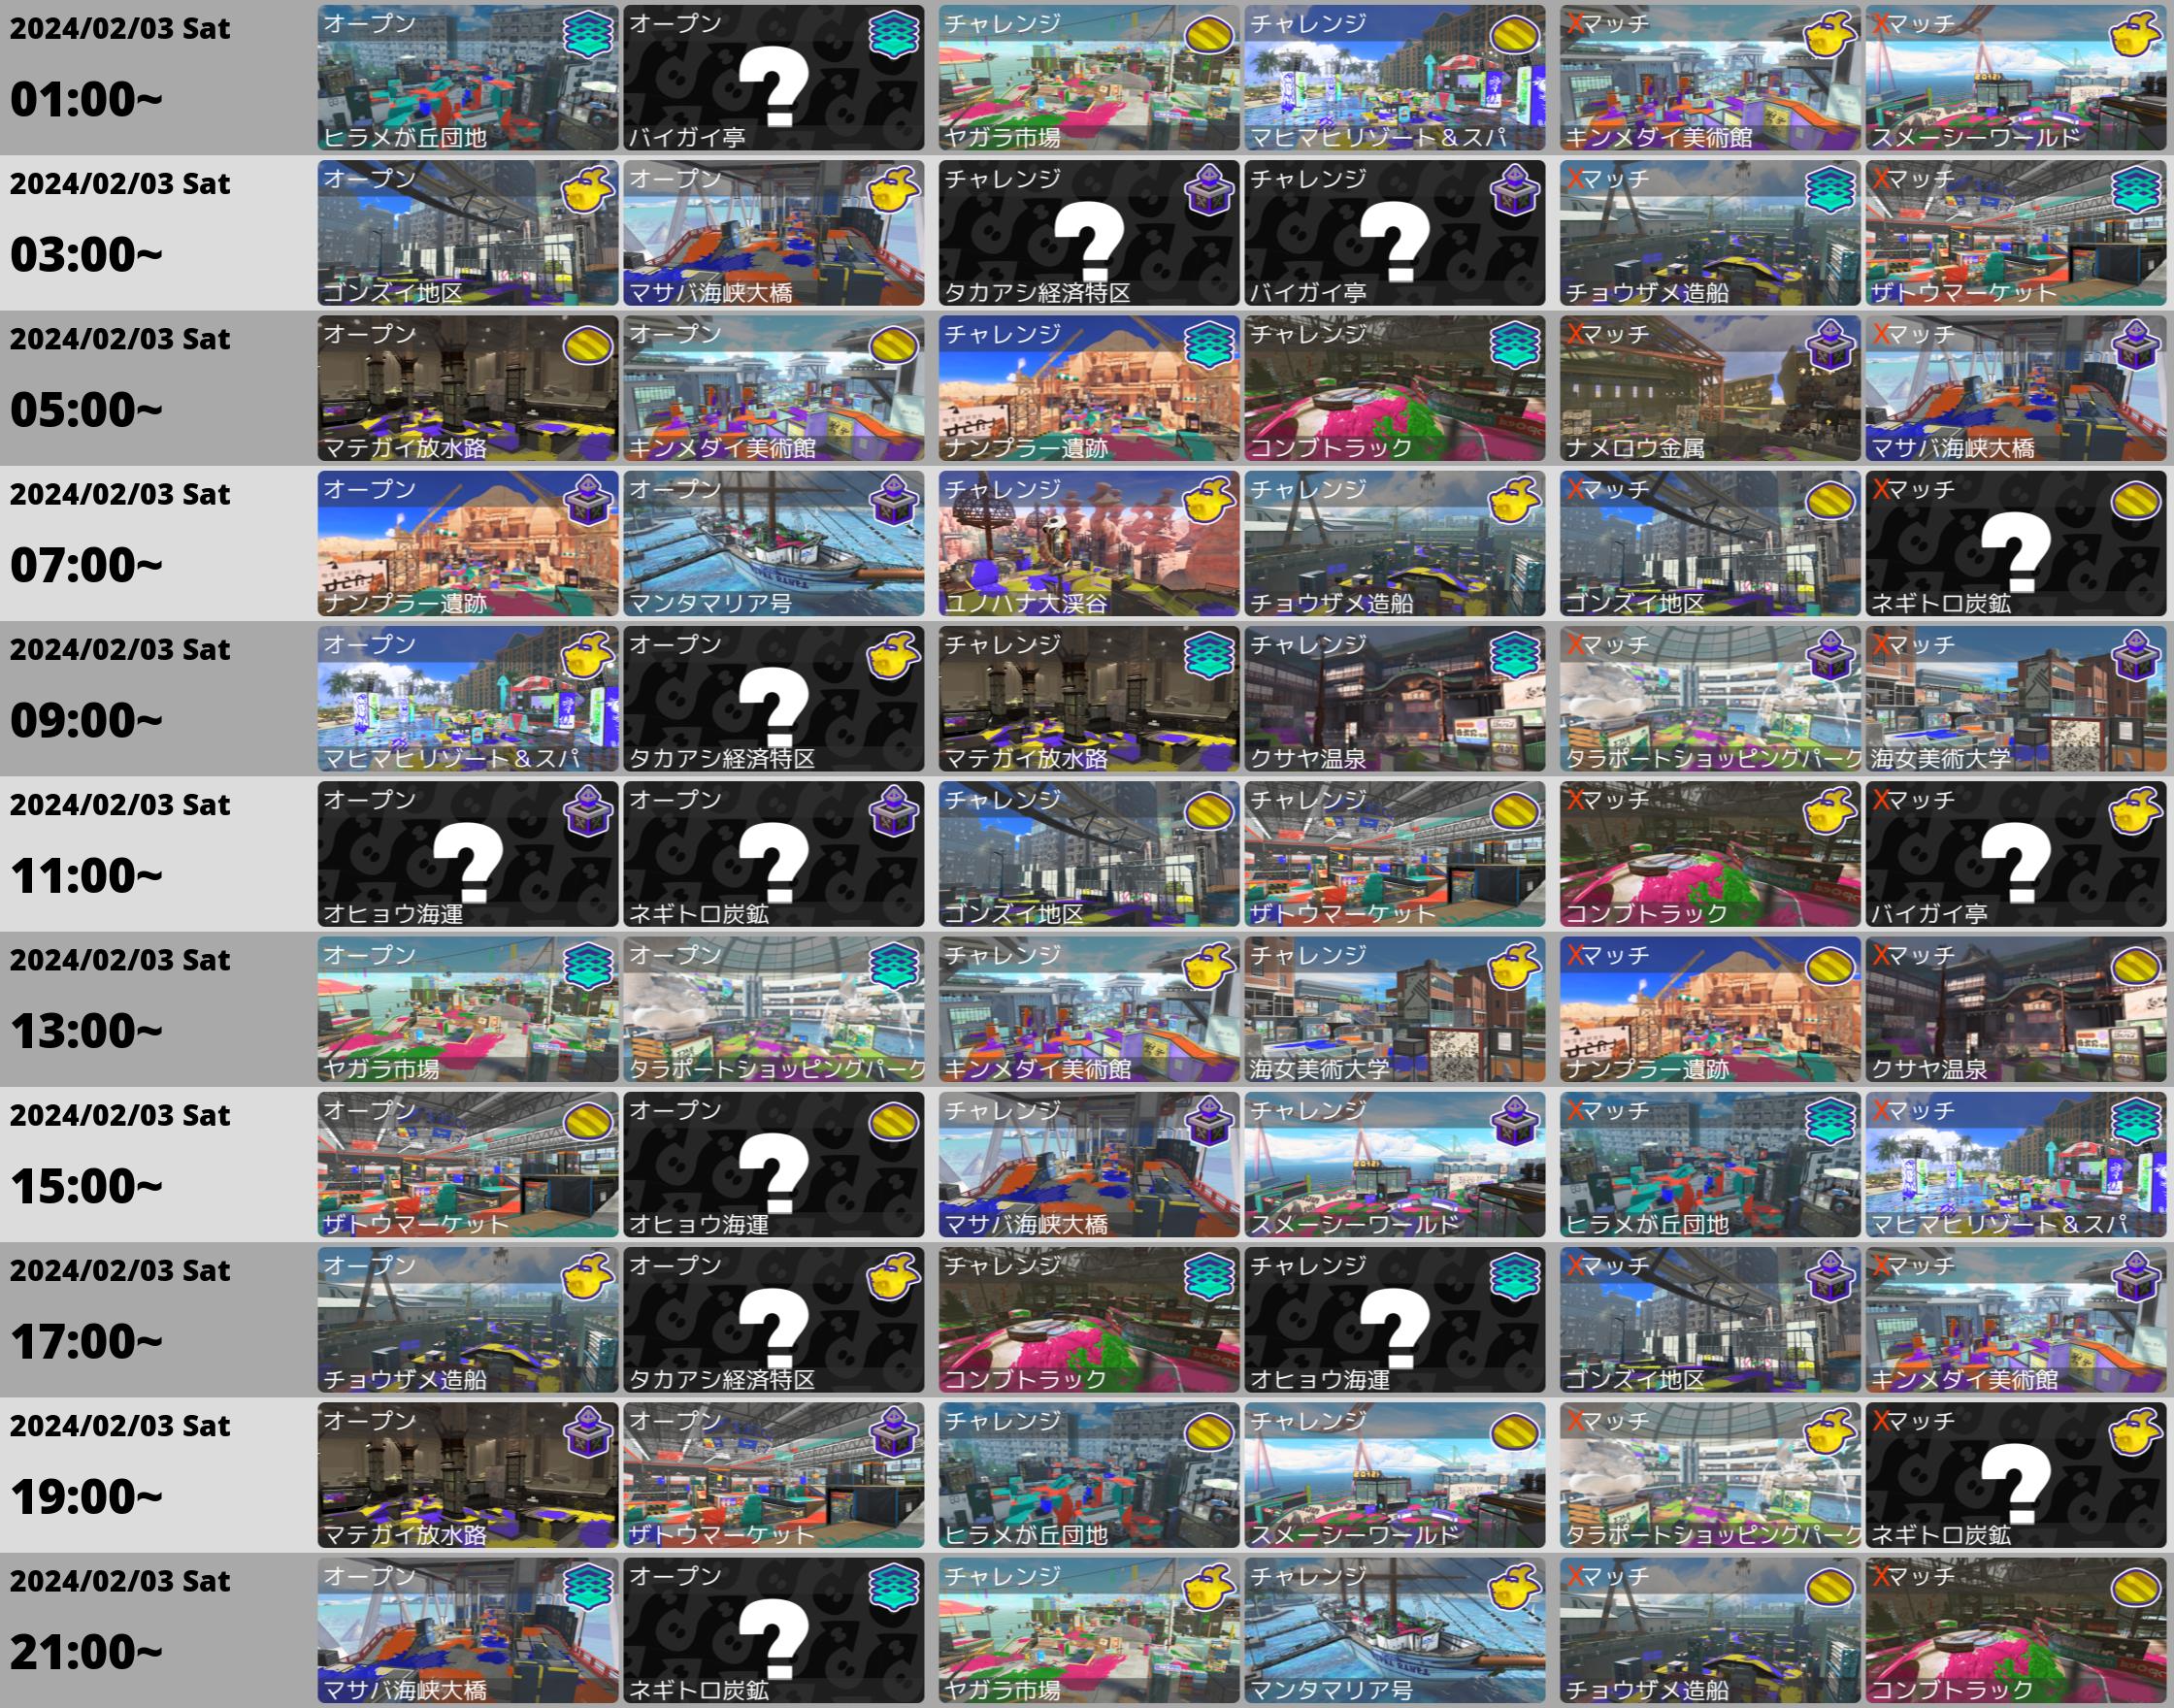 2024/02/03 Sat
01:00~
オープン オープン チャレンジ チャレンジ Xマッチ Xマッチ
ヒラメが丘団地 バイガイ亭 ヤガラ市場 マヒマヒリゾート＆スパ キンメダイ美術館 スメーシーワールド
2024/02/03 Sat
03:00~
オープン オープン チャレンジ チャレンジ Xマッチ Xマッチ
ゴンズイ地区 マサバ海峡大橋 タカアシ経済特区 バイガイ亭 チョウザメ造船 ザトウマーケット
2024/02/03 Sat
05:00~
オープン オープン チャレンジ チャレンジ Xマッチ Xマッチ
マテガイ放水路 キンメダイ美術館 ナンプラー遺跡 コンブトラック ナメロウ金属 マサバ海峡大橋
2024/02/03 Sat
07:00~
オープン オープン チャレンジ チャレンジ Xマッチ Xマッチ
ナンプラー遺跡 マンタマリア号 ユノハナ大渓谷 チョウザメ造船 ゴンズイ地区 ネギトロ炭鉱
2024/02/03 Sat
09:00~
オープン オープン チャレンジ チャレンジ Xマッチ Xマッチ
マヒマヒリゾート＆スパ タカアシ経済特区 マテガイ放水路 クサヤ温泉 タラポートショッピングパーク 海女美術大学
2024/02/03 Sat
11:00~
オープン オープン チャレンジ チャレンジ Xマッチ Xマッチ
オヒョウ海運 ネギトロ炭鉱 ゴンズイ地区 ザトウマーケット コンブトラック バイガイ亭
2024/02/03 Sat
13:00~
オープン オープン チャレンジ チャレンジ Xマッチ Xマッチ
ヤガラ市場 タラポートショッピングパーク キンメダイ美術館 海女美術大学 ナンプラー遺跡 クサヤ温泉
2024/02/03 Sat
15:00~
オープン オープン チャレンジ チャレンジ Xマッチ Xマッチ
ザトウマーケット オヒョウ海運 マサバ海峡大橋 スメーシーワールド ヒラメが丘団地 マヒマヒリゾート＆スパ
2024/02/03 Sat
17:00~
オープン オープン チャレンジ チャレンジ Xマッチ Xマッチ
チョウザメ造船 タカアシ経済特区 コンブトラック オヒョウ海運 ゴンズイ地区 キンメダイ美術館
2024/02/03 Sat
19:00~
オープン オープン チャレンジ チャレンジ Xマッチ Xマッチ
マテガイ放水路 ザトウマーケット ヒラメが丘団地 スメーシーワールド タラポートショッピングパーク ネギトロ炭鉱
2024/02/03 Sat
21:00~
オープン オープン チャレンジ チャレンジ Xマッチ Xマッチ
マサバ海峡大橋 ネギトロ炭鉱 ヤガラ市場 マンタマリア号 チョウザメ造船 コンブトラック